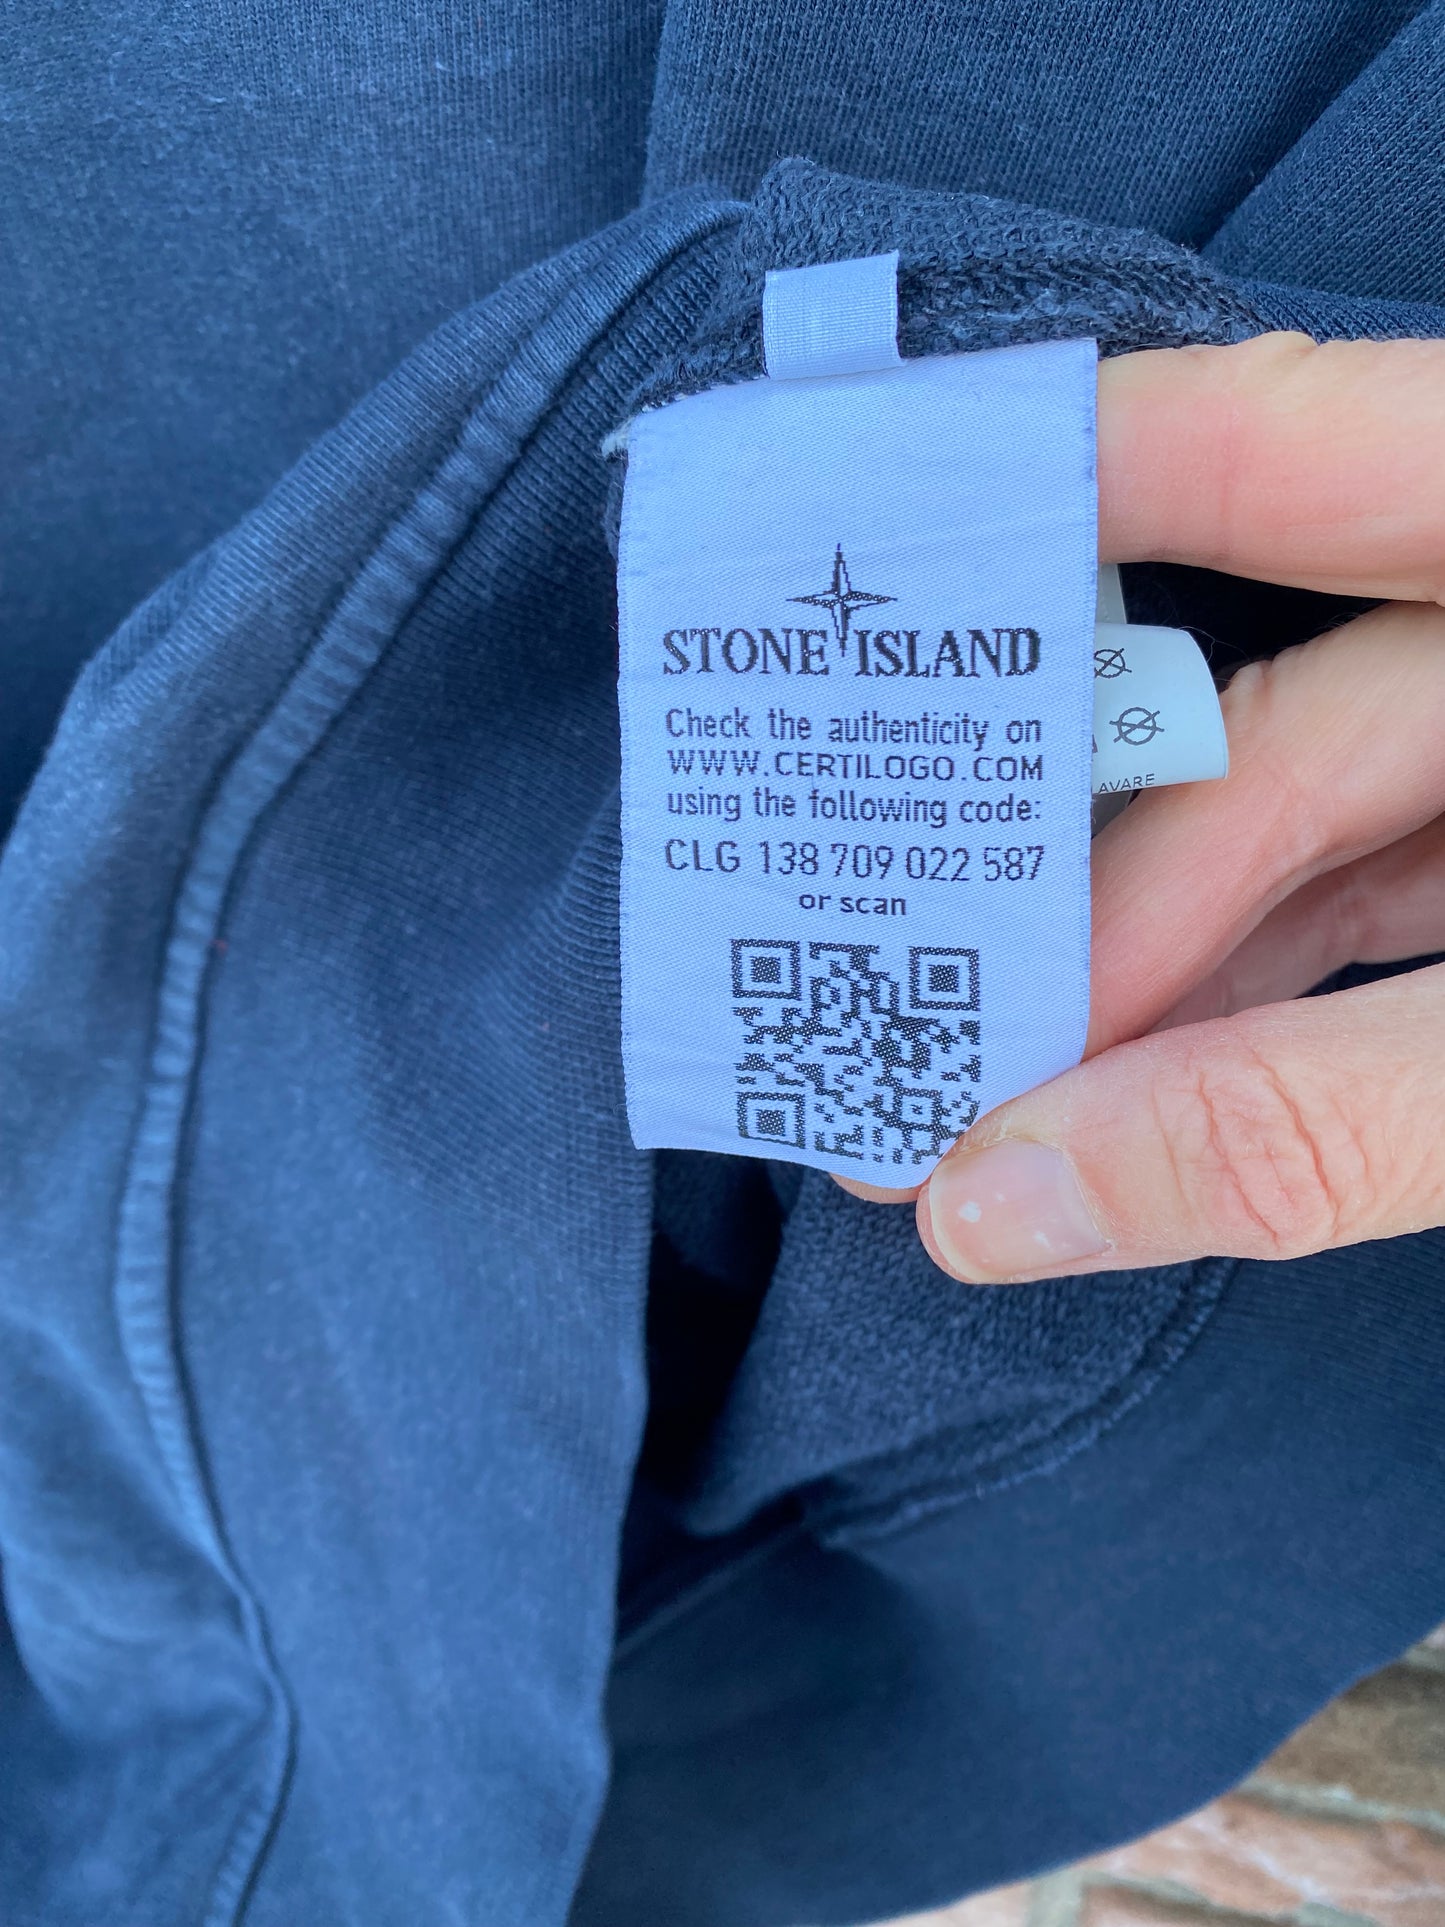 STONE ISLAND
Check the authenticity on
WWW.CERTILOGO.COM
using the following code:
CLG 138 709 022 587
or scan
AVARE